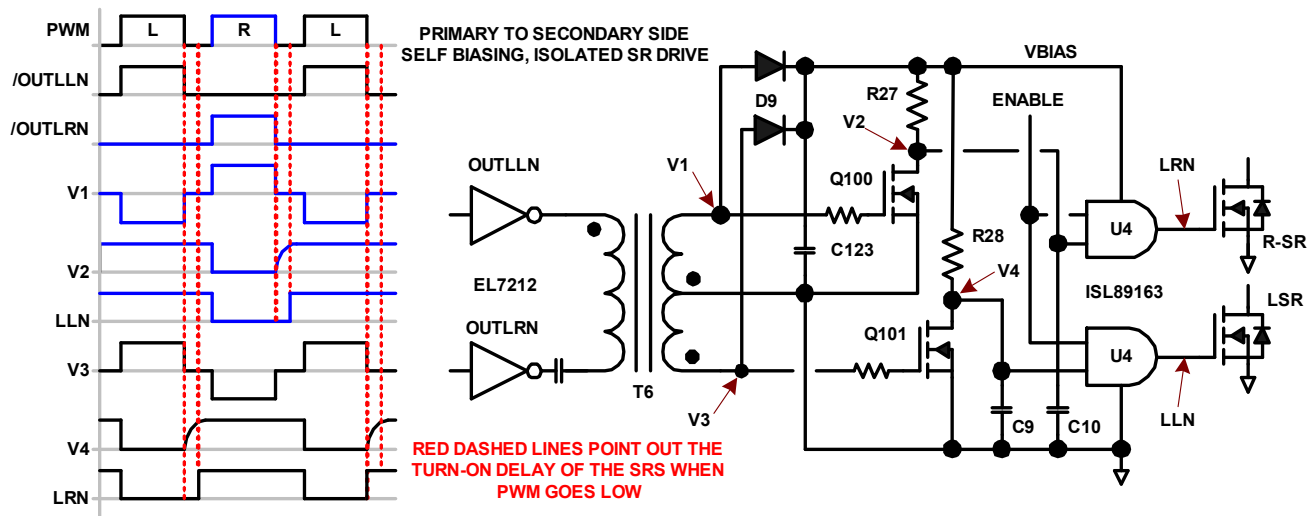 PWM
L
R
L
/OUTLLN
/OUTLRN
V1
V2
LLN
V3
V4
LRN
PRIMARY TO SECONDARY SIDE
SELF BIASING, ISOLATED SR DRIVE
VBIAS
D9
R27
ENABLE
V2
OUTLLN
V1
Q100
LRN
U4
R-SR
C123
R28
V4
EL7212
ISL89163
LSR
OUTLRN
Q101
U4
T6
V3
C9
C10
LLN
RED DASHED LINES POINT OUT THE
TURN-ON DELAY OF THE SRS WHEN
PWM GOES LOW